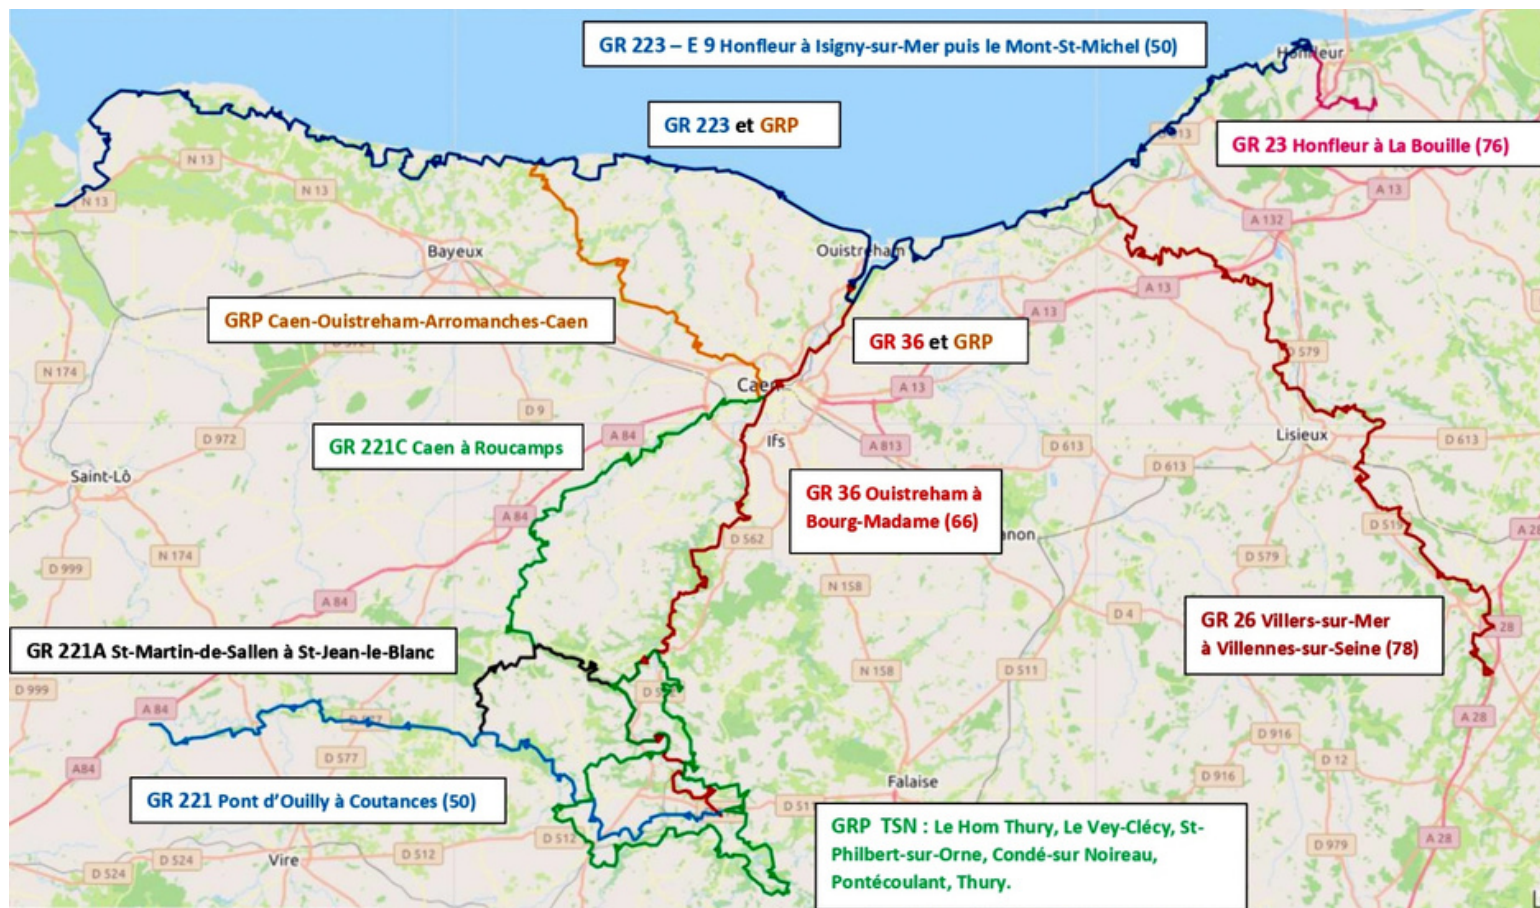 GR 223 – E 9 Honfleur à Isigny-sur-Mer puis le Mont-St-Michel (50)
Honfleur
GR 223 et GRP
D 513
GR 23 Honfleur à La Bouille (76)
N 13
N 13
N 13
A 13
A 132
Bayeux
Ouistreham
A 13
A 13
GRP Caen-Ouistreham-Arromanches-Caen
GR 36 et GRP
D 579
N 174
Caen
A 13
D 9
D 972
A 84
GR 221C Caen à Roucamps
Ifs
A 813
D 613
Lisieux
D 613
D 613
Saint-Lô
GR 36 Ouistreham à
Bourg-Madame (66)
A 84
D 519
A 28
anon
D 562
N 174
D 579
D 999
N 158
A 84
D 4
GR 26 Villers-sur-Mer
à Villennes-sur-Seine (78)
28
GR 221A St-Martin-de-Sallen à St-Jean-le-Blanc
N 158
D 511
D 999
A 84
A 28
D 916
D 577
D 12
A84
D 916
Falaise
GR 221 Pont d’Ouilly à Coutances (50)
D 511
GRP TSN : Le Hom Thury, Le Vey-Clécy, St-
Philbert-sur-Orne, Condé-sur Noireau,
Pontécoulant, Thury.
D 512
A 28
D 979
D 512
Vire
D 524
D 524